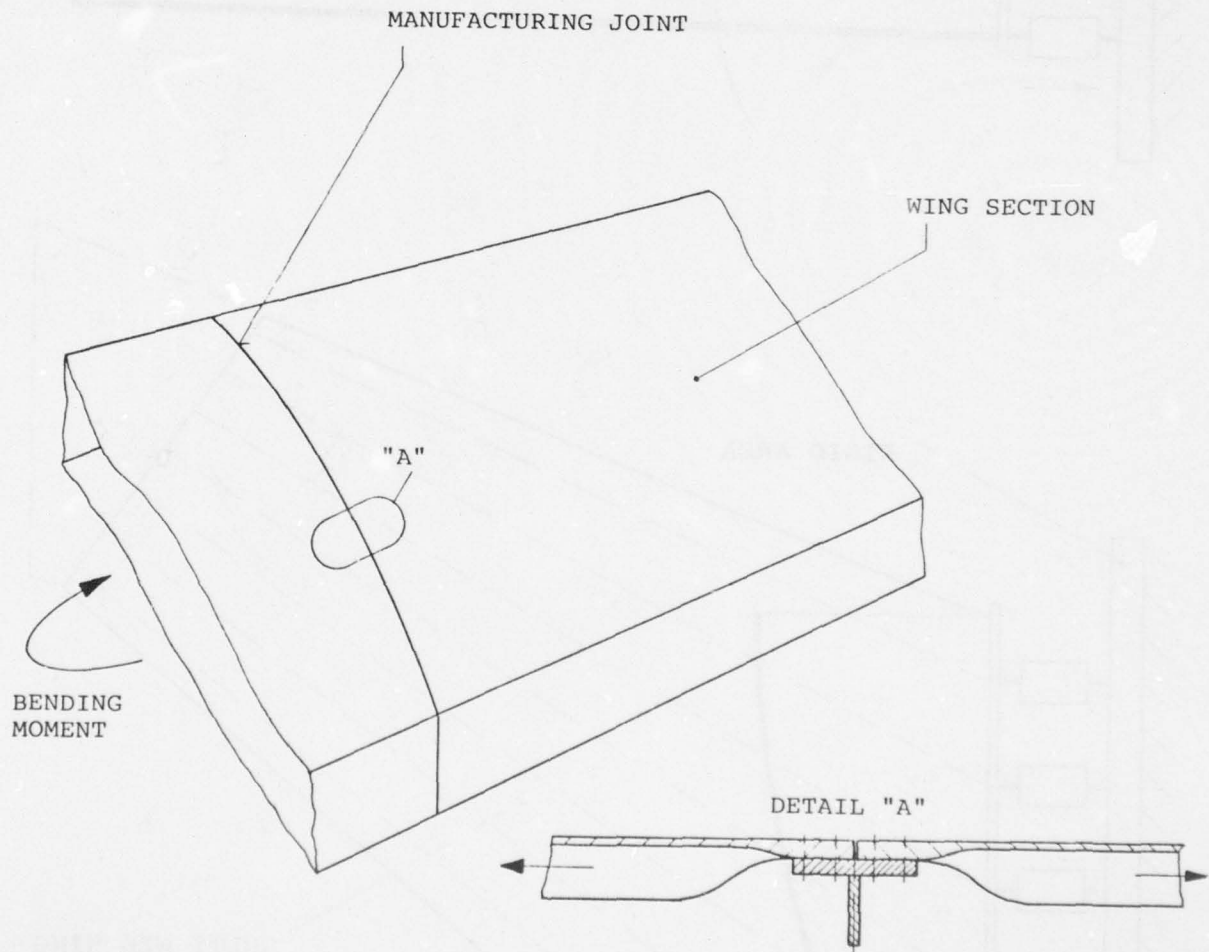 MANUFACTURING JOINT
WING SECTION
"A"
BENDING
MOMENT
DETAIL "A"